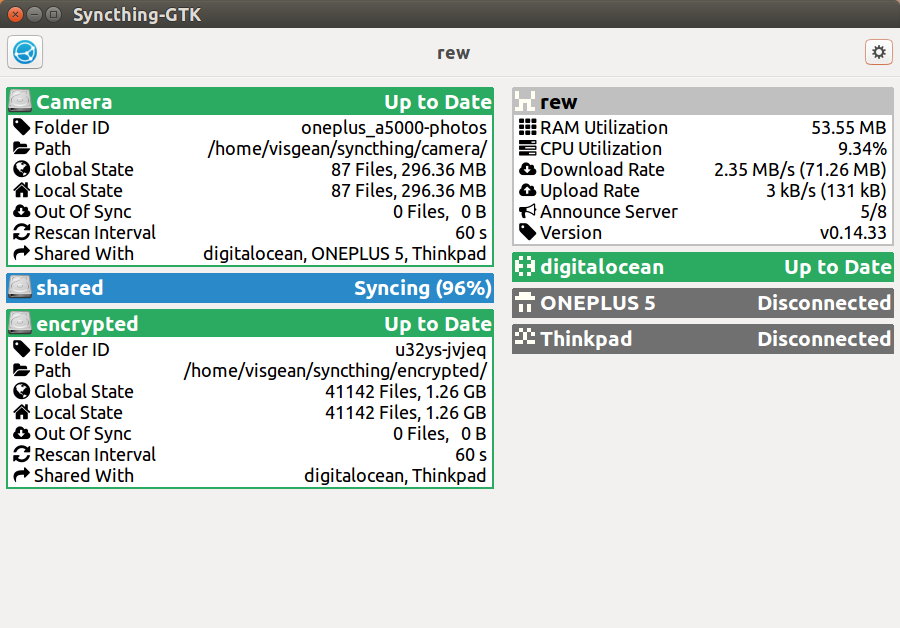 Syncthing-GTK
rew
Camera Up to Date
Folder ID oneplus_a5000-photos
Path /home/visgean/syncthing/camera/
Global State 87 Files, 296.36 MB
Local State 87 Files, 296.36 MB
Out Of Sync 0 Files, 0 B
Rescan Interval 60 s
Shared With digitalocean, ONEPLUS 5, Thinkpad
shared Syncing (96%)
encrypted Up to Date
Folder ID u32ys-jvjeq
Path /home/visgean/syncthing/encrypted/
Global State 41142 Files, 1.26 GB
Local State 41142 Files, 1.26 GB
Out Of Sync 0 Files, 0 B
Rescan Interval 60 s
Shared With digitalocean, Thinkpad
rew
RAM Utilization 53.55 MB
CPU Utilization 9.34%
Download Rate 2.35 MB/s (71.26 MB)
Upload Rate 3 kB/s (131 kB)
Announce Server 5/8
Version v0.14.33
digitalocean Up to Date
ONEPLUS 5 Disconnected
Thinkpad Disconnected